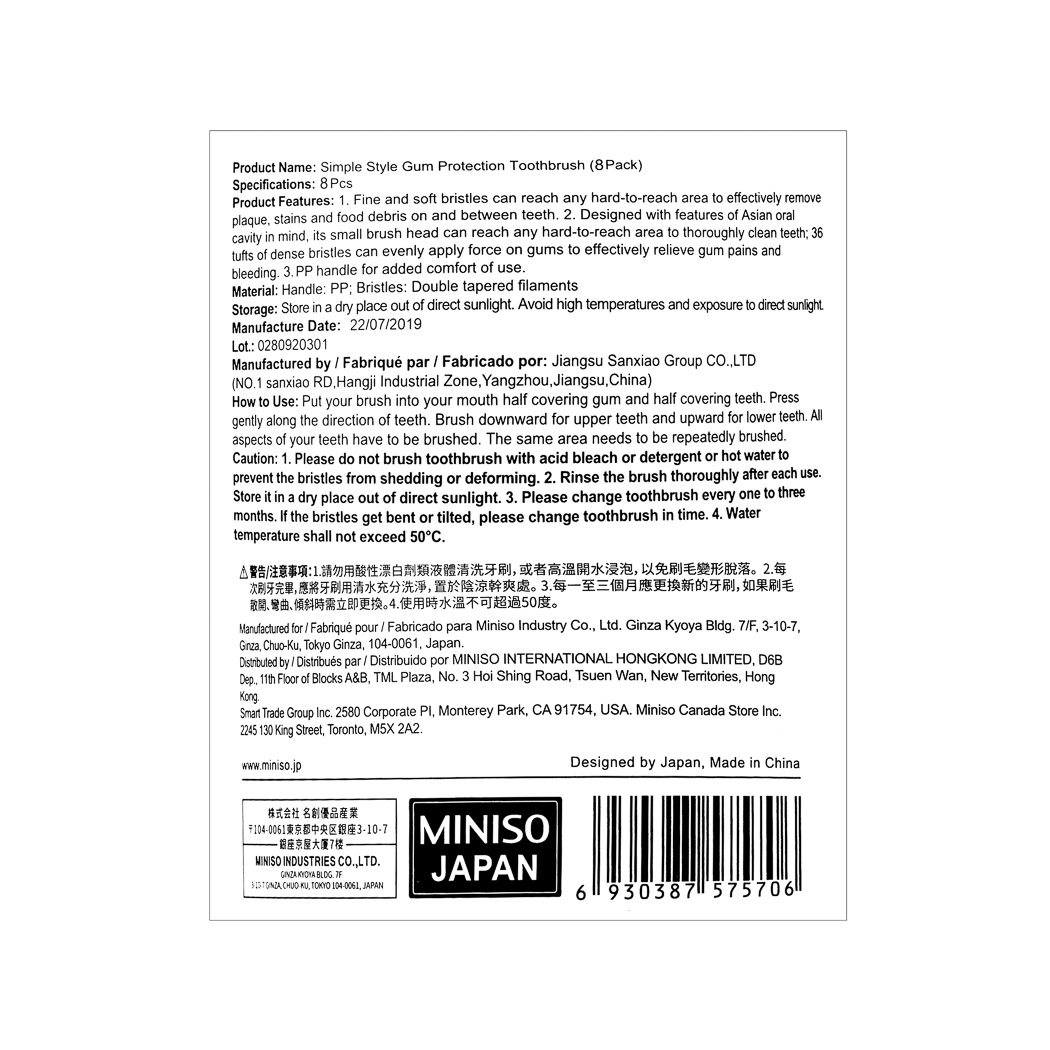 Product Name: Simple Style Gum Protection Toothbrush (8 Pack)
Specifications: 8 Pcs
Product Features: 1. Fine and soft bristles can reach any hard-to-reach area to effectively remove
plaque, stains and food debris on and between teeth. 2. Designed with features of Asian oral
cavity in mind, its small brush head can reach any hard-to-reach area to thoroughly clean teeth; 36
tufts of dense bristles can evenly apply force on gums to effectively relieve gum pains and
bleeding. 3. PP handle for added comfort of use.
Material: Handle: PP; Bristles: Double tapered filaments
Storage: Store in a dry place out of direct sunlight. Avoid high temperatures and exposure to direct sunlight.
Manufacture Date: 22/07/2019
Lot.: 0280920301
Manufactured by / Fabriqué par / Fabricado por: Jiangsu Sanxiao Group CO.,LTD
(NO.1 sanxiao RD,Hangji Industrial Zone,Yangzhou,Jiangsu,China)
How to Use: Put your brush into your mouth half covering gum and half covering teeth. Press
gently along the direction of teeth. Brush downward for upper teeth and upward for lower teeth. All
aspects of your teeth have to be brushed. The same area needs to be repeatedly brushed.
Caution: 1. Please do not brush toothbrush with acid bleach or detergent or hot water to
prevent the bristles from shedding or deforming. 2. Rinse the brush thoroughly after each use.
Store it in a dry place out of direct sunlight. 3. Please change toothbrush every one to three
months. If the bristles get bent or tilted, please change toothbrush in time. 4. Water
temperature shall not exceed 50°C.
⚠警告/注意事項:1.請勿用酸性漂白劑類液體清洗牙刷,或者高溫開水浸泡,以免刷毛變形脫落。2.每
次刷牙完畢,應將牙刷用清水充分洗淨,置於陰涼幹爽處。3.每一至三個月應更換新的牙刷,如果刷毛
散開、彎曲、傾斜時需立即更換。4.使用時水溫不可超過50度。
Manufactured for / Fabriqué pour / Fabricado para Miniso Industry Co., Ltd. Ginza Kyoya Bldg. 7/F, 3-10-7,
Ginza, Chuo-Ku, Tokyo Ginza, 104-0061, Japan.
Distributed by / Distribués par / Distribuido por MINISO INTERNATIONAL HONGKONG LIMITED, D6B
Dep., 11th Floor of Blocks A&B, TML Plaza, No. 3 Hoi Shing Road, Tsuen Wan, New Territories, Hong
Kong.
Smart Trade Group Inc. 2580 Corporate Pl, Monterey Park, CA 91754, USA. Miniso Canada Store Inc.
2245 130 King Street, Toronto, M5X 2A2.
www.miniso.jp
Designed by Japan, Made in China
株式会社 名創優品産業
〒104-0061東京都中央区銀座3-10-7
銀座京屋大厦7楼
MINISO INDUSTRIES CO.,LTD.
GINZA KYOYA BLDG. 7F
3-10-7 GINZA, CHUO-KU, TOKYO 104-0061, JAPAN
MINISO
JAPAN
6 930387 575706